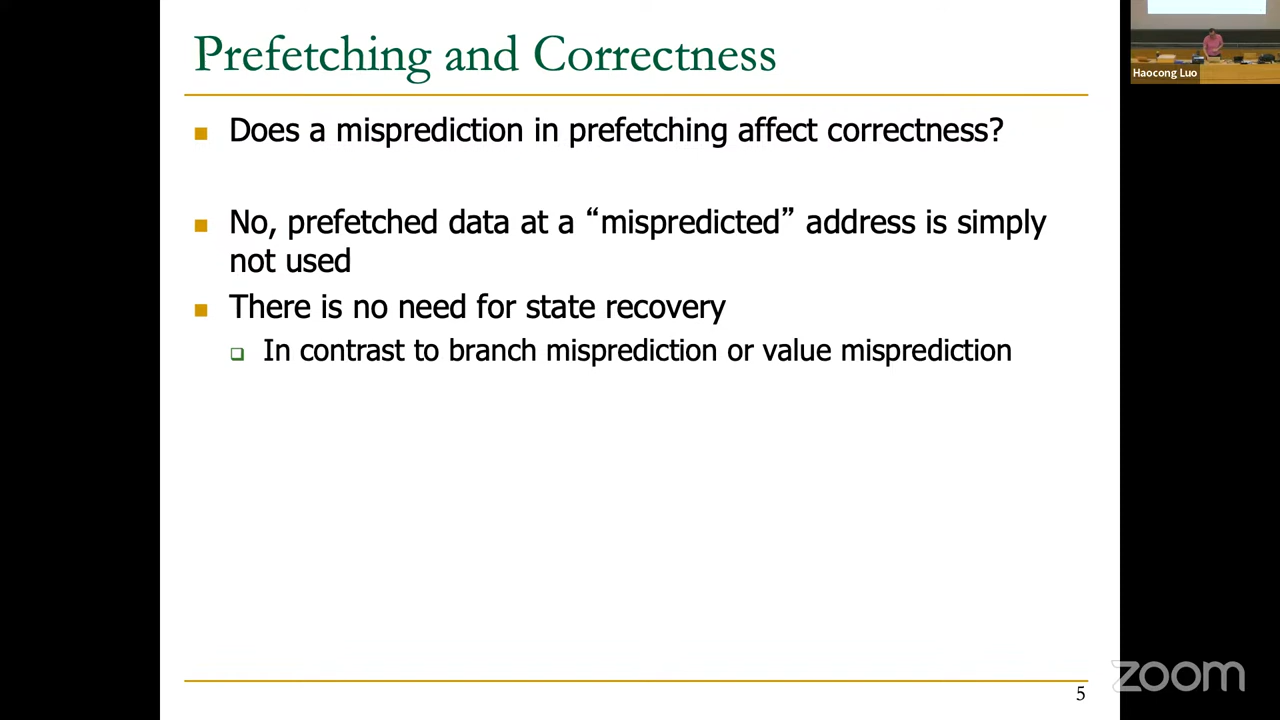 Prefetching and Correctness
Haocong Luo
Does a misprediction in prefetching affect correctness?
No, prefetched data at a “mispredicted” address is simply
not used
There is no need for state recovery
In contrast to branch misprediction or value misprediction
zoom
5